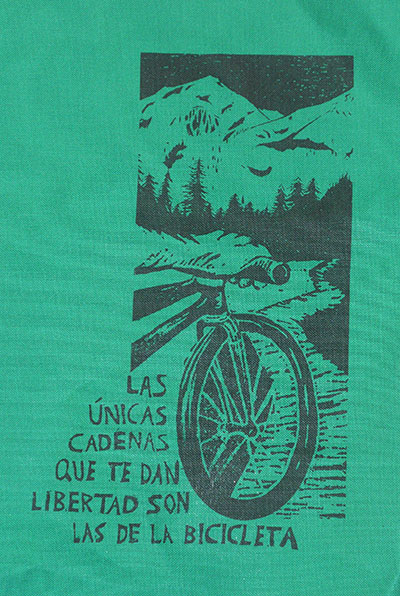 LAS
ÚNICAS
CADENAS
QUE TE DAN
LIBERTAD SON
LAS DE LA BICICLETA